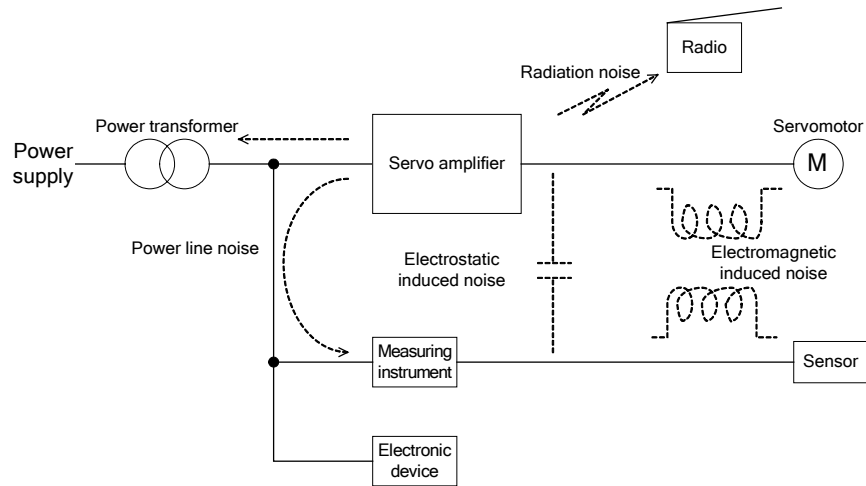 Radio
Radiation noise
Power transformer
Servomotor
Power
supply
Servo amplifier
M
Power line noise
Electrostatic
induced noise
Electromagnetic
induced noise
Measuring
instrument
Sensor
Electronic
device